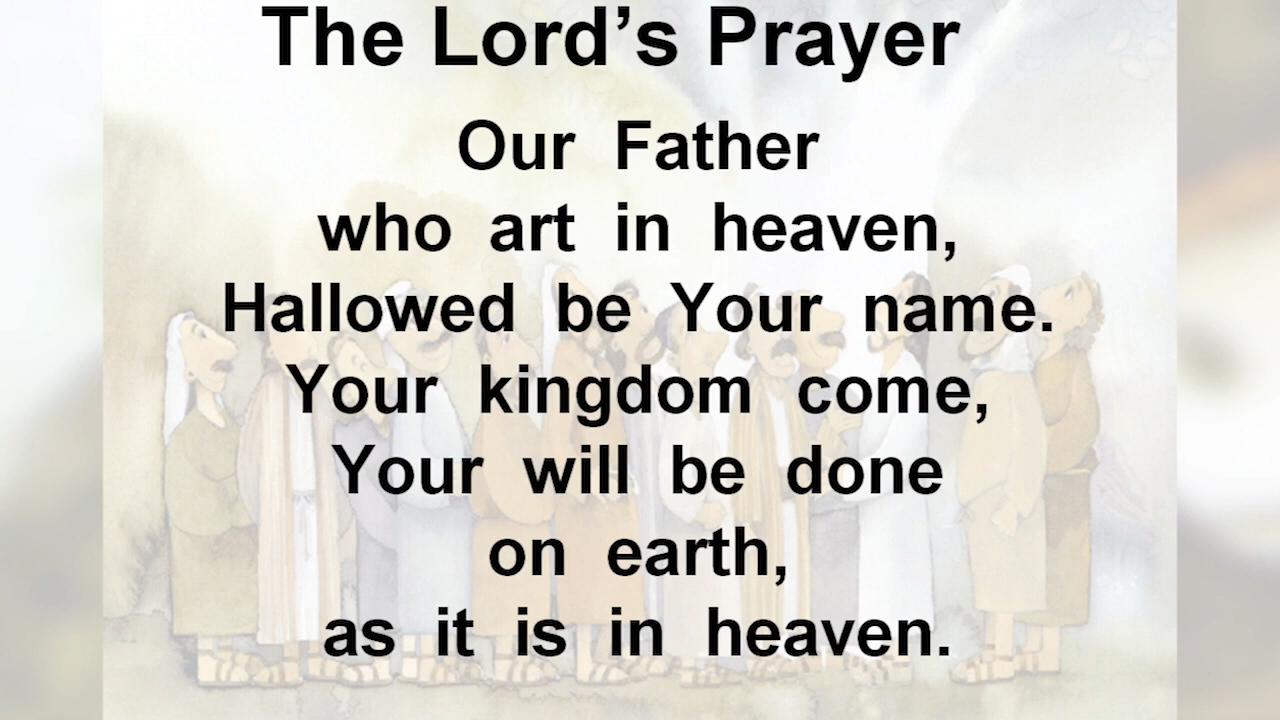 The Lord’s Prayer
Our Father
who art in heaven,
Hallowed be Your name.
Your kingdom come,
Your will be done
on earth,
as it is in heaven.